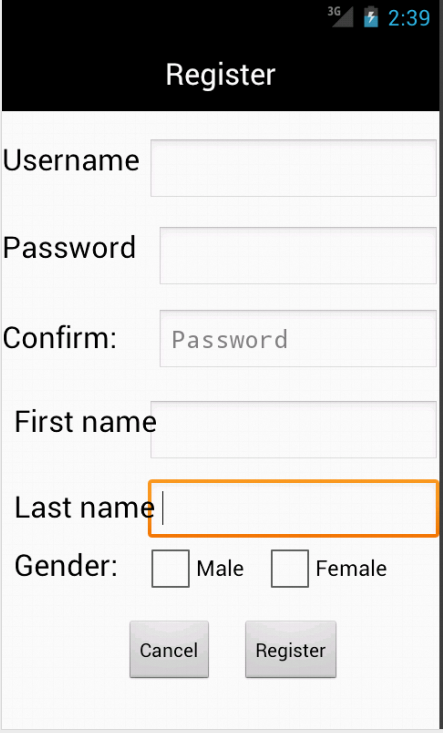 3G 2:39
Register
Username
Password
Confirm: Password
First name
Last name
Gender: Male Female
Cancel Register